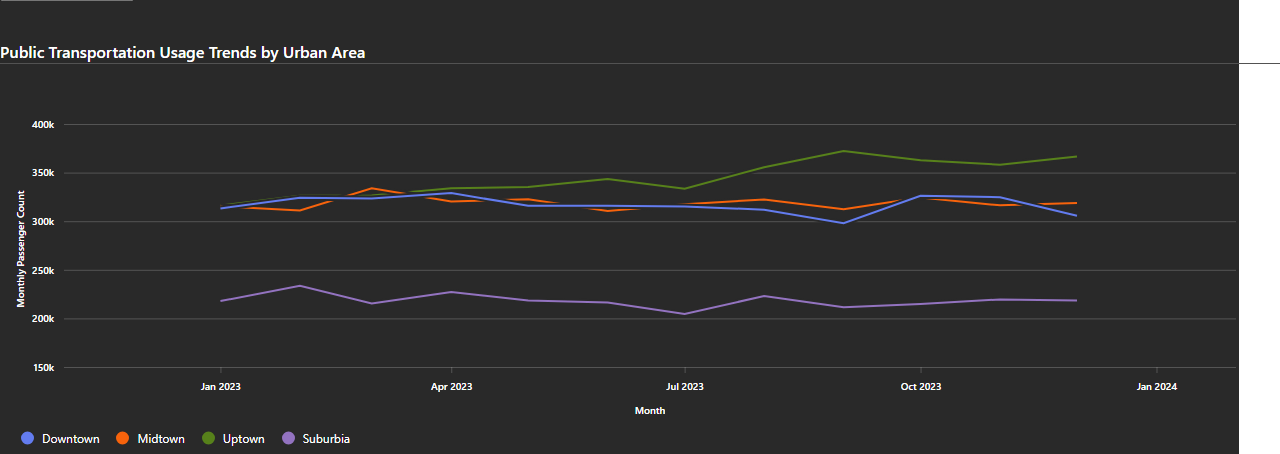 Public Transportation Usage Trends by Urban Area
400k
350k
300k
250k
200k
150k
Monthly Passenger Count
Jan 2023 Apr 2023 Jul 2023 Oct 2023 Jan 2024
Month
Downtown Midtown Uptown Suburbia